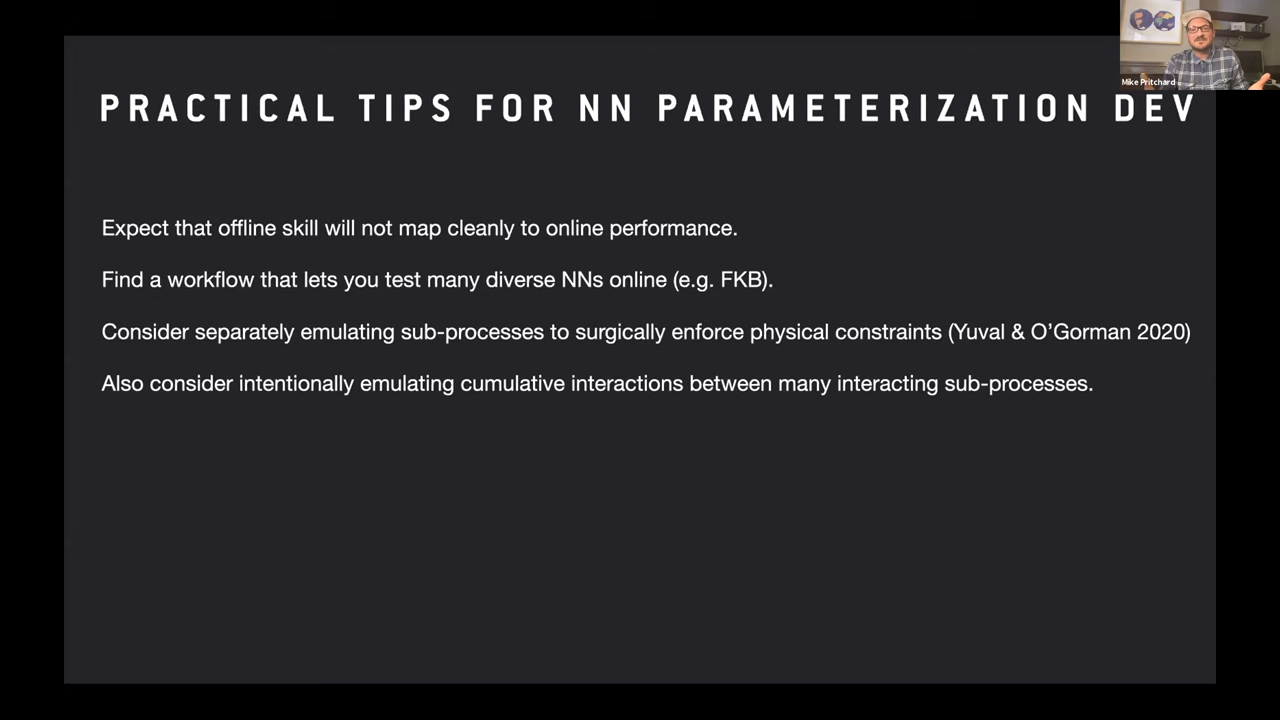 Mike Pritchard
PRACTICAL TIPS FOR NN PARAMETERIZATION DEV
Expect that offline skill will not map cleanly to online performance.
Find a workflow that lets you test many diverse NNs online (e.g. FKB).
Consider separately emulating sub-processes to surgically enforce physical constraints (Yuval & O’Gorman 2020)
Also consider intentionally emulating cumulative interactions between many interacting sub-processes.